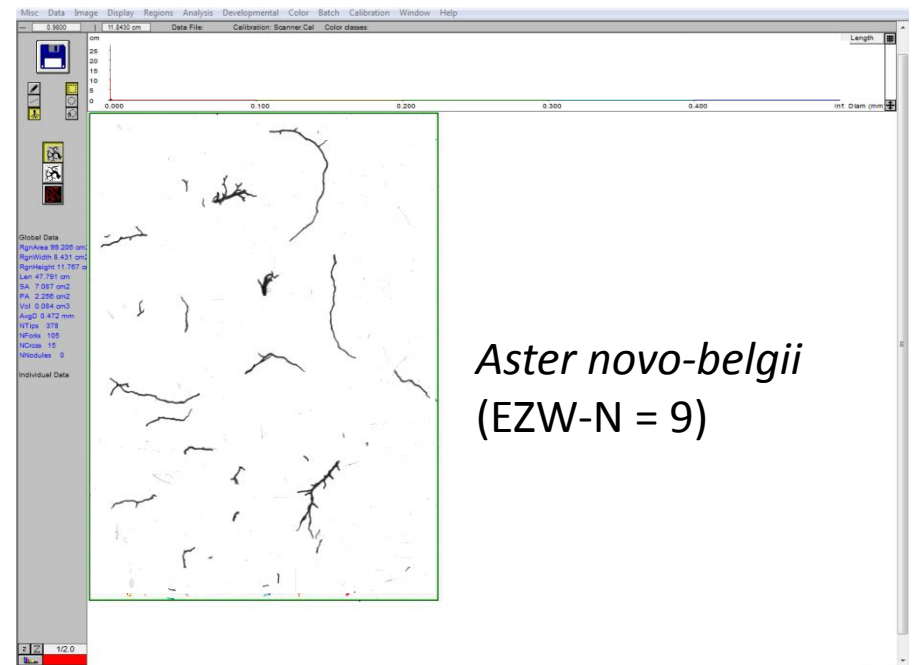 Misc Data Image Display Regions Analysis Developmental Color Batch Calibration Window Help
0.9800 11.8430 cm Data File: Calibration: Scanner.Cal Color classes:
cm
Length
25
20
15
10
5
0
0.000 0.100 0.200 0.300 0.400 Inf. Diam (mm
Global Data
RgnArea 99.206 cm
RgnWidth 8.431 cm2
RgnHeight 11.767 c
Len 47.791 cm
SA 7.087 cm2
PA 2.256 cm2
Vol 0.084 cm3
AvgD 0.472 mm
NTips 378
NForks 105
NCross 15
NNodules 0
Individual Data
Aster novo-belgii
(EZW-N = 9)
z Z 1/2.0